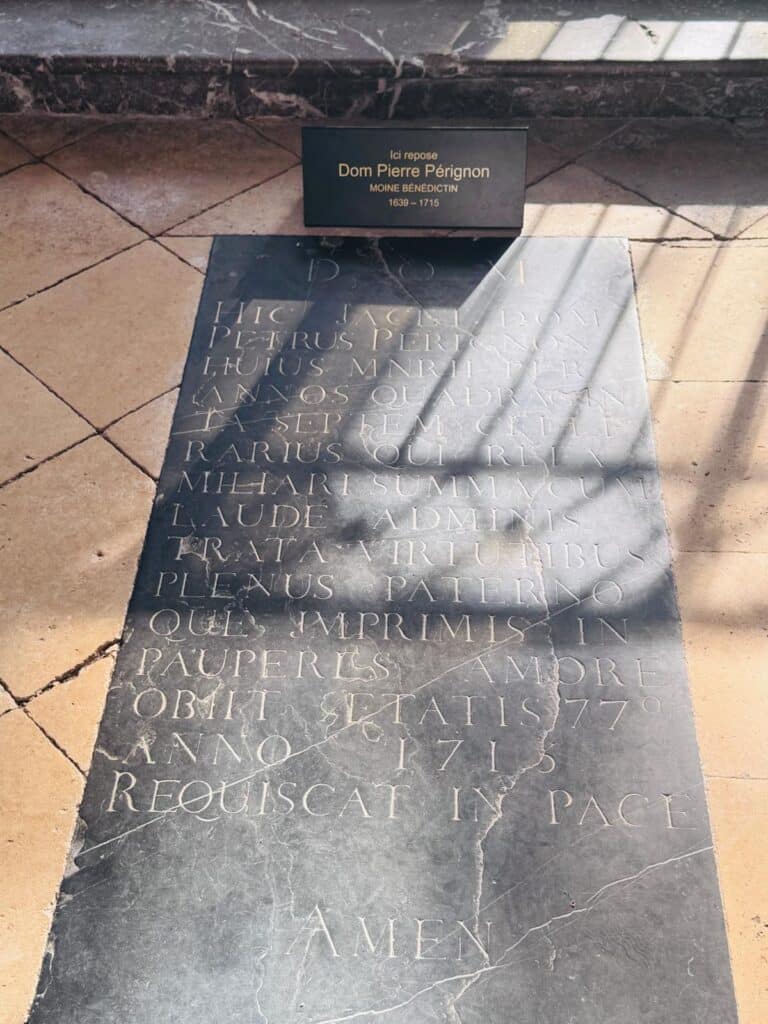 Ici repose
Dom Pierre Pérignon
MOINE BÉNÉDICTIN
1639 – 1715
D. O. M
HIC JACET DOM
PETRUS PERIGNON
HUIUS MNRII PER
ANNOS QUADRAGIN
TA SEPTEM CELLE
RARIUS QUI RE FA
MILIARI SUMMA CUM
LAUDE ADMINIS
TRATA VIRTUTIBUS
PLENUS PATERNO
QUE IMPRIMIS IN
PAUPERES AMORE
OBIIT ÆTATIS 77°
ANNO 1715
REQUISCAT IN PACE
AMEN